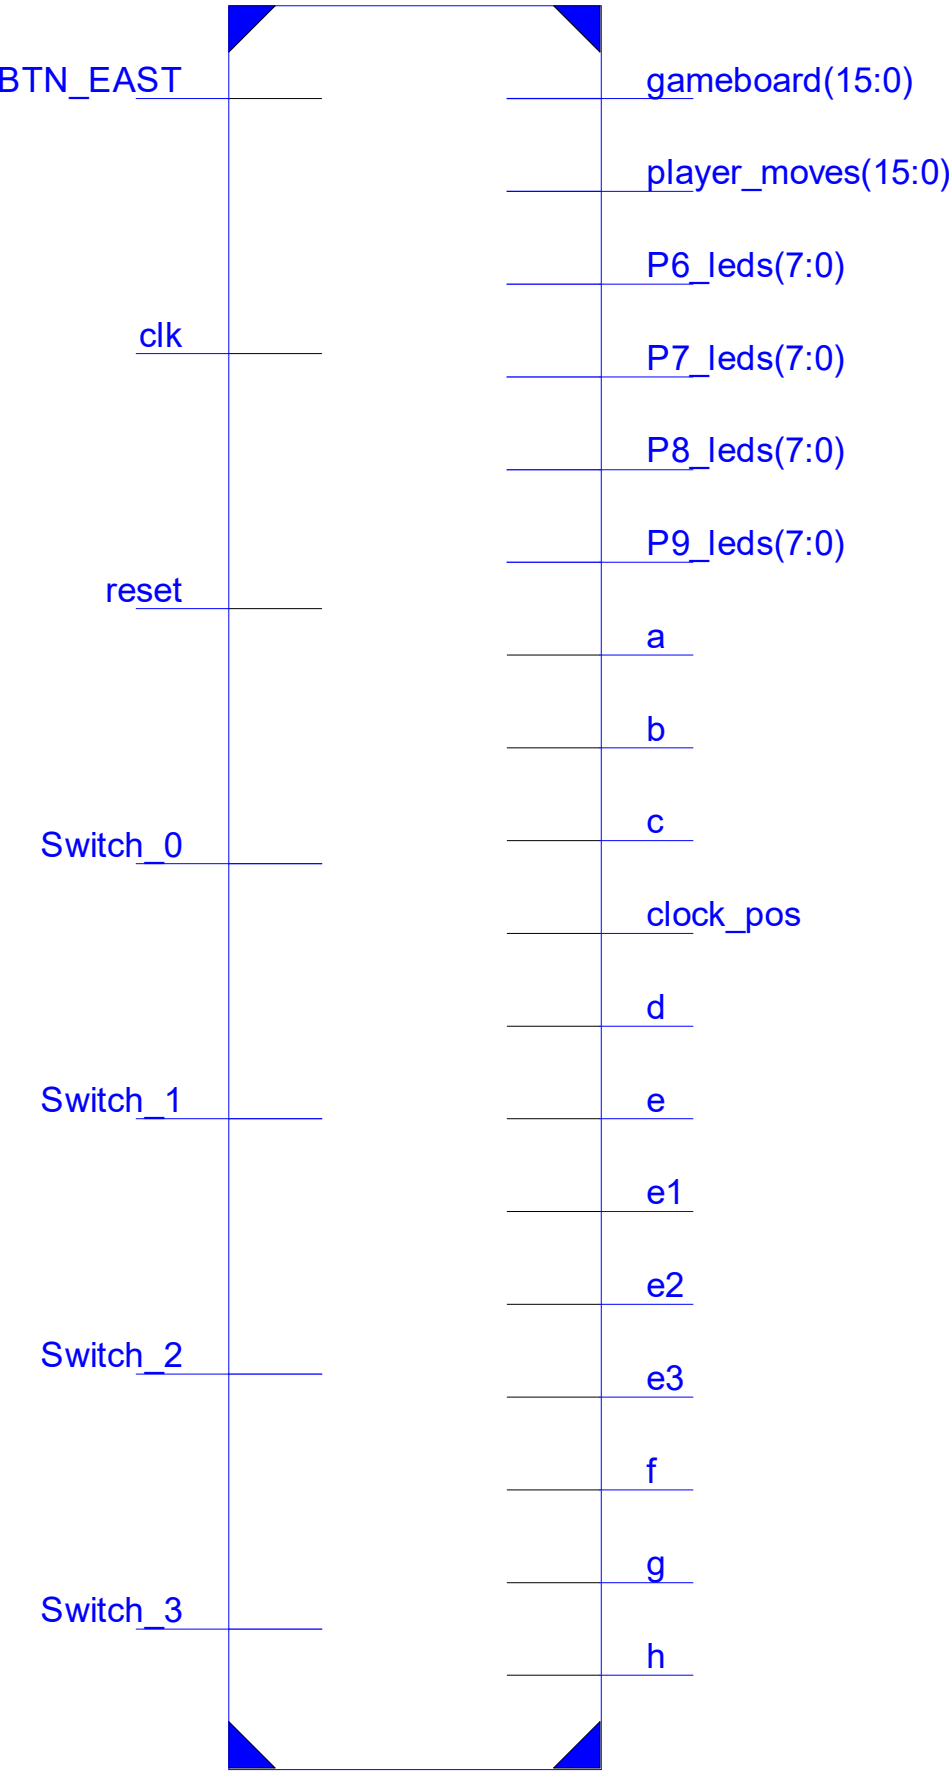 BTN_EAST
clk
reset
Switch_0
Switch_1
Switch_2
Switch_3
gameboard(15:0)
player_moves(15:0)
P6_leds(7:0)
P7_leds(7:0)
P8_leds(7:0)
P9_leds(7:0)
a
b
c
clock_pos
d
e
e1
e2
e3
f
g
h